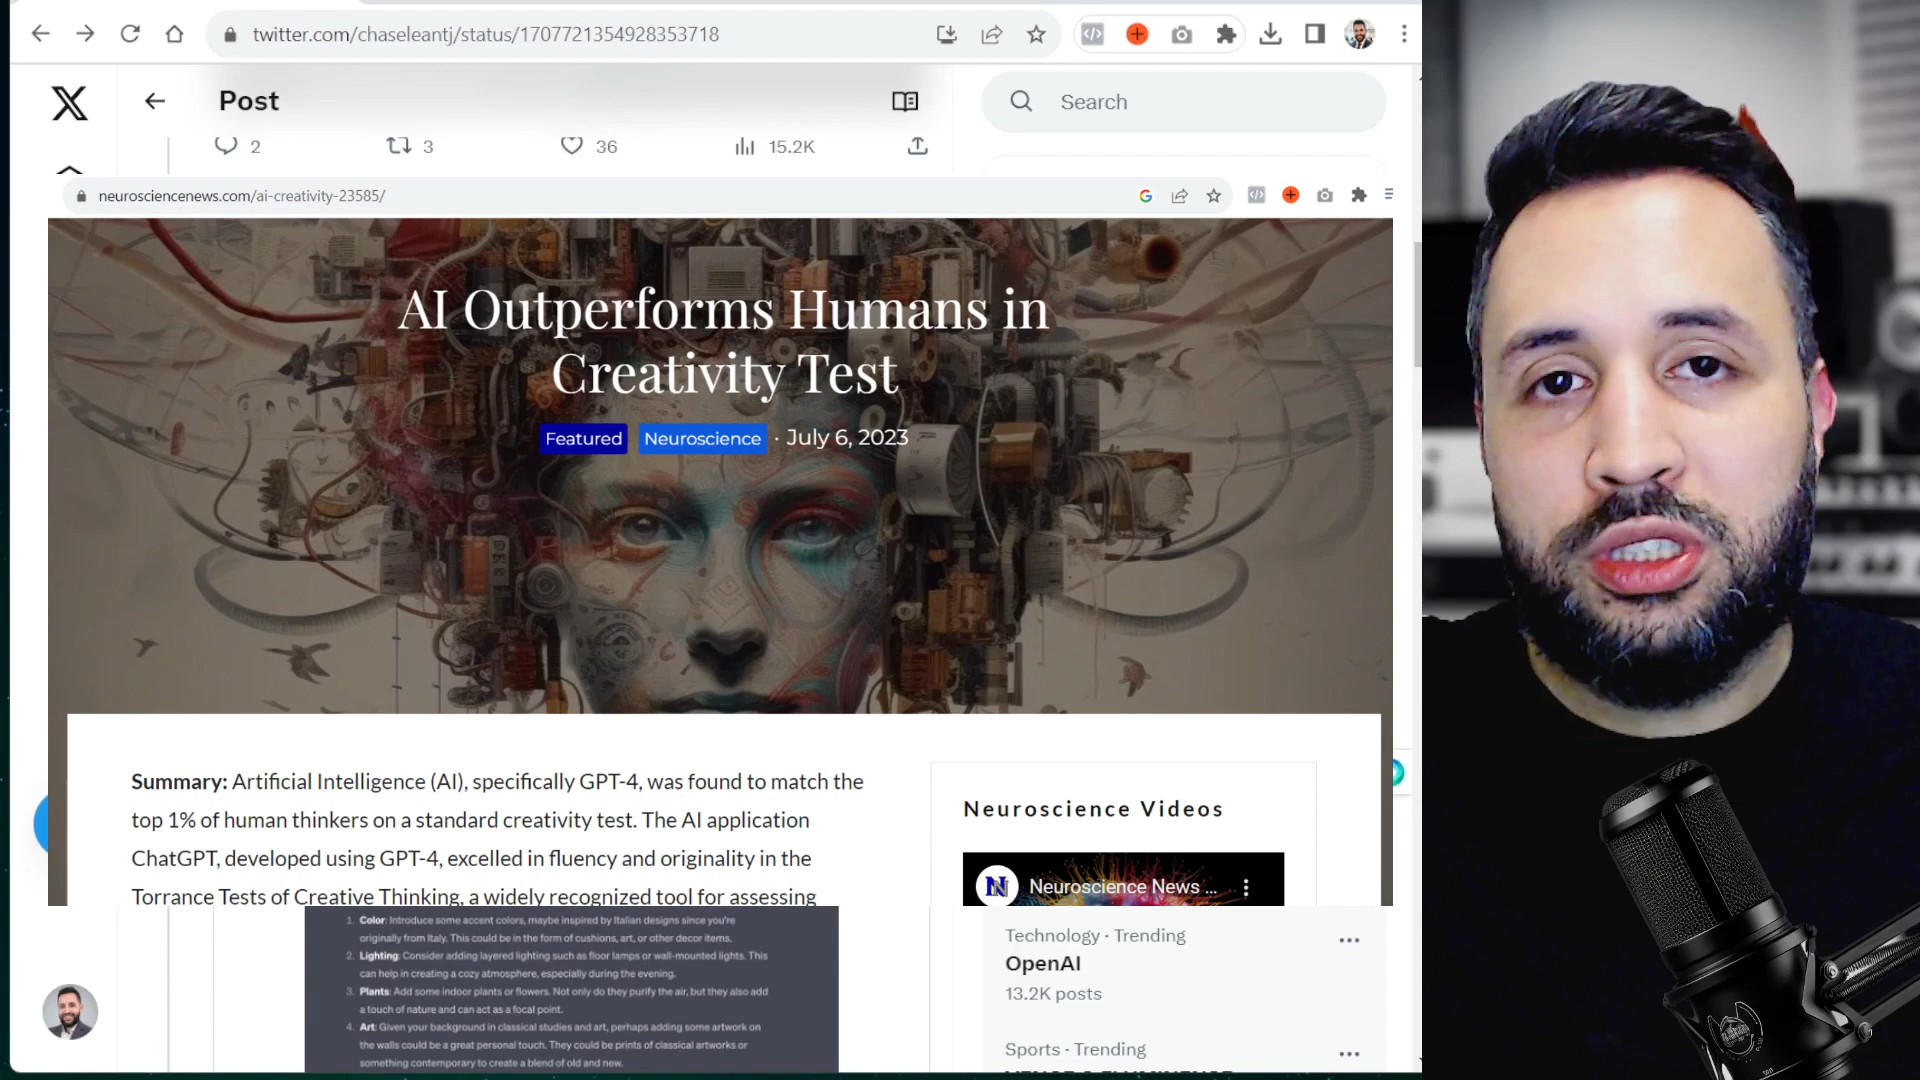 twitter.com/chaseleantj/status/1707721354928353718
Post
Search
2
3
36
15.2K
neurosciencenews.com/ai-creativity-23585/
AI Outperforms Humans in
Creativity Test
Featured Neuroscience · July 6, 2023
Summary: Artificial Intelligence (AI), specifically GPT-4, was found to match the
top 1% of human thinkers on a standard creativity test. The AI application
ChatGPT, developed using GPT-4, excelled in fluency and originality in the
Torrance Tests of Creative Thinking, a widely recognized tool for assessing
Neuroscience Videos
N Neuroscience News ...
1. Color: Introduce some accent colors, maybe inspired by Italian designs since you're
originally from Italy. This could be in the form of cushions, art, or other decor items.
2. Lighting: Consider adding layered lighting such as floor lamps or wall-mounted lights. This
can help in creating a cozy atmosphere, especially during the evening.
3. Plants: Add some indoor plants or flowers. Not only do they purify the air, but they also add
a touch of nature and can act as a focal point.
4. Art: Given your background in classical studies and art, perhaps adding some artwork on
the walls could be a great personal touch. They could be prints of classical artworks or
something contemporary to create a blend of old and new.
Technology · Trending
OpenAI
13.2K posts
Sports · Trending